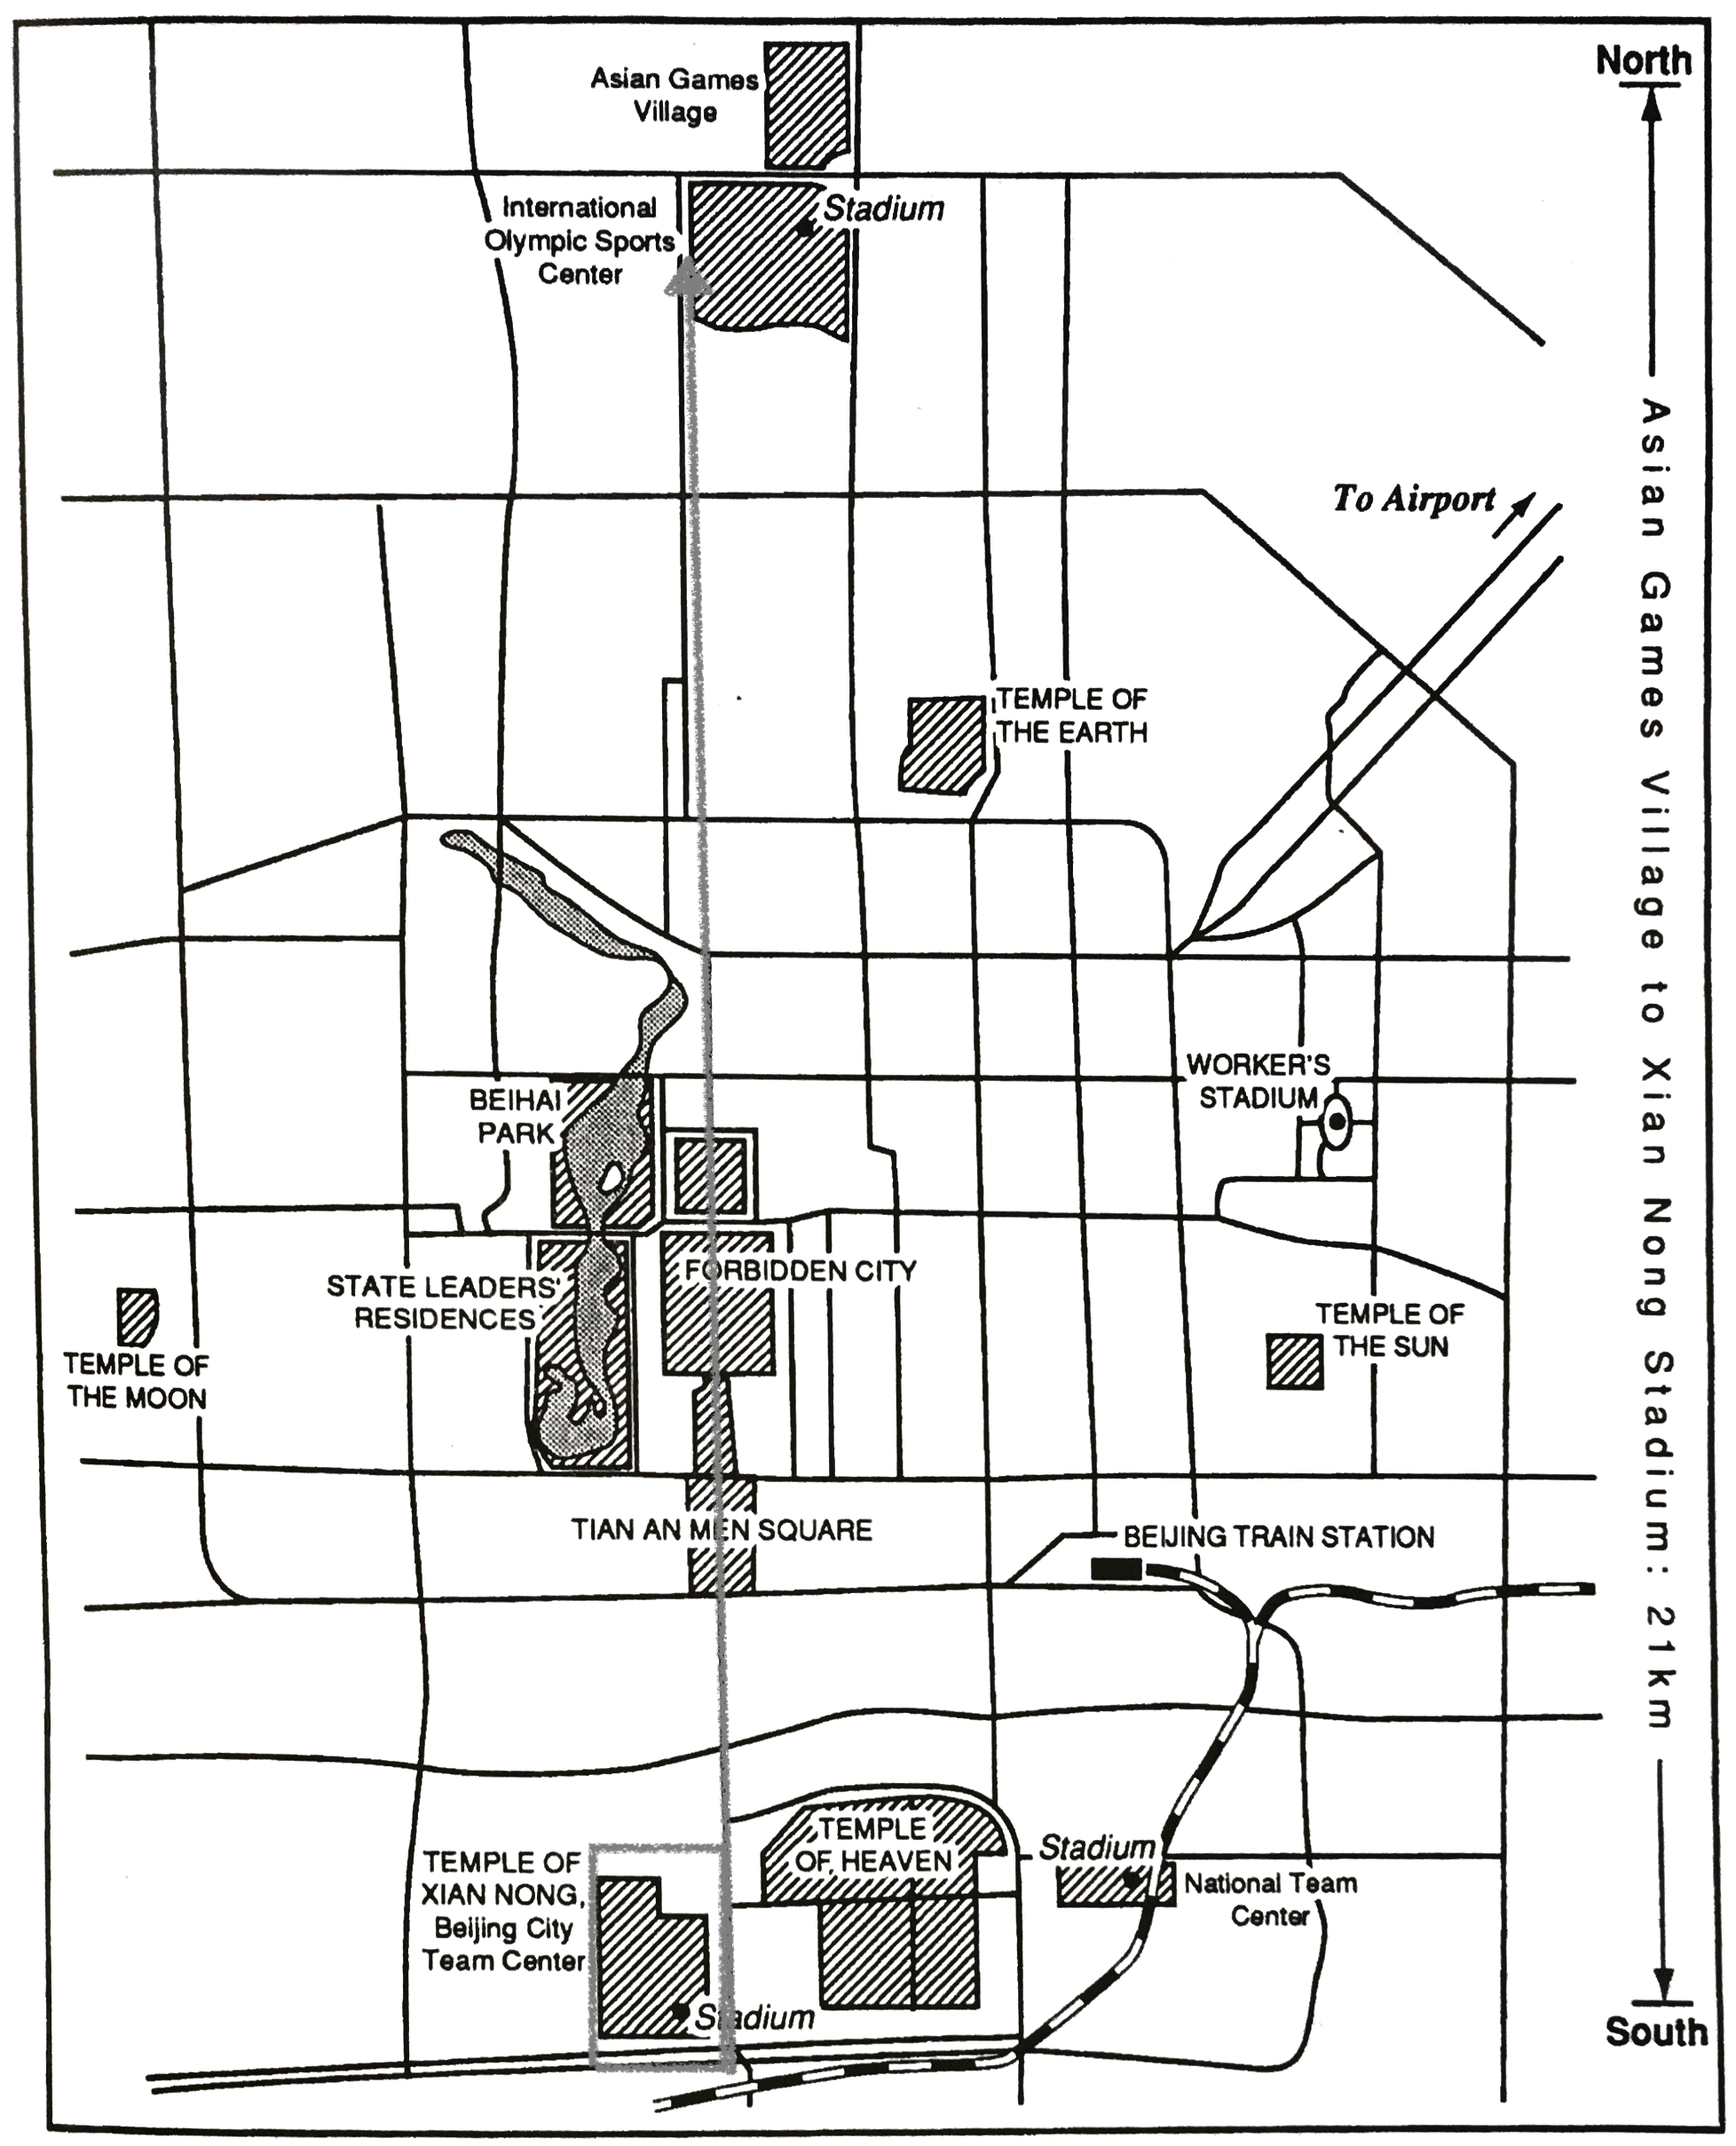 North
Asian Games
Village
Stadium
International
Olympic Sports
Center
To Airport
Asian Games Village to Xian Nong Stadium: 21km
TEMPLE OF
THE EARTH
WORKER'S
STADIUM
BEIHAI
PARK
FORBIDDEN CITY
STATE LEADERS'
RESIDENCES
TEMPLE OF
THE SUN
TEMPLE OF
THE MOON
TIAN AN MEN SQUARE
BEIJING TRAIN STATION
TEMPLE
OF HEAVEN
Stadium
TEMPLE OF
XIAN NONG,
Beijing City
Team Center
National Team
Center
Stadium
South